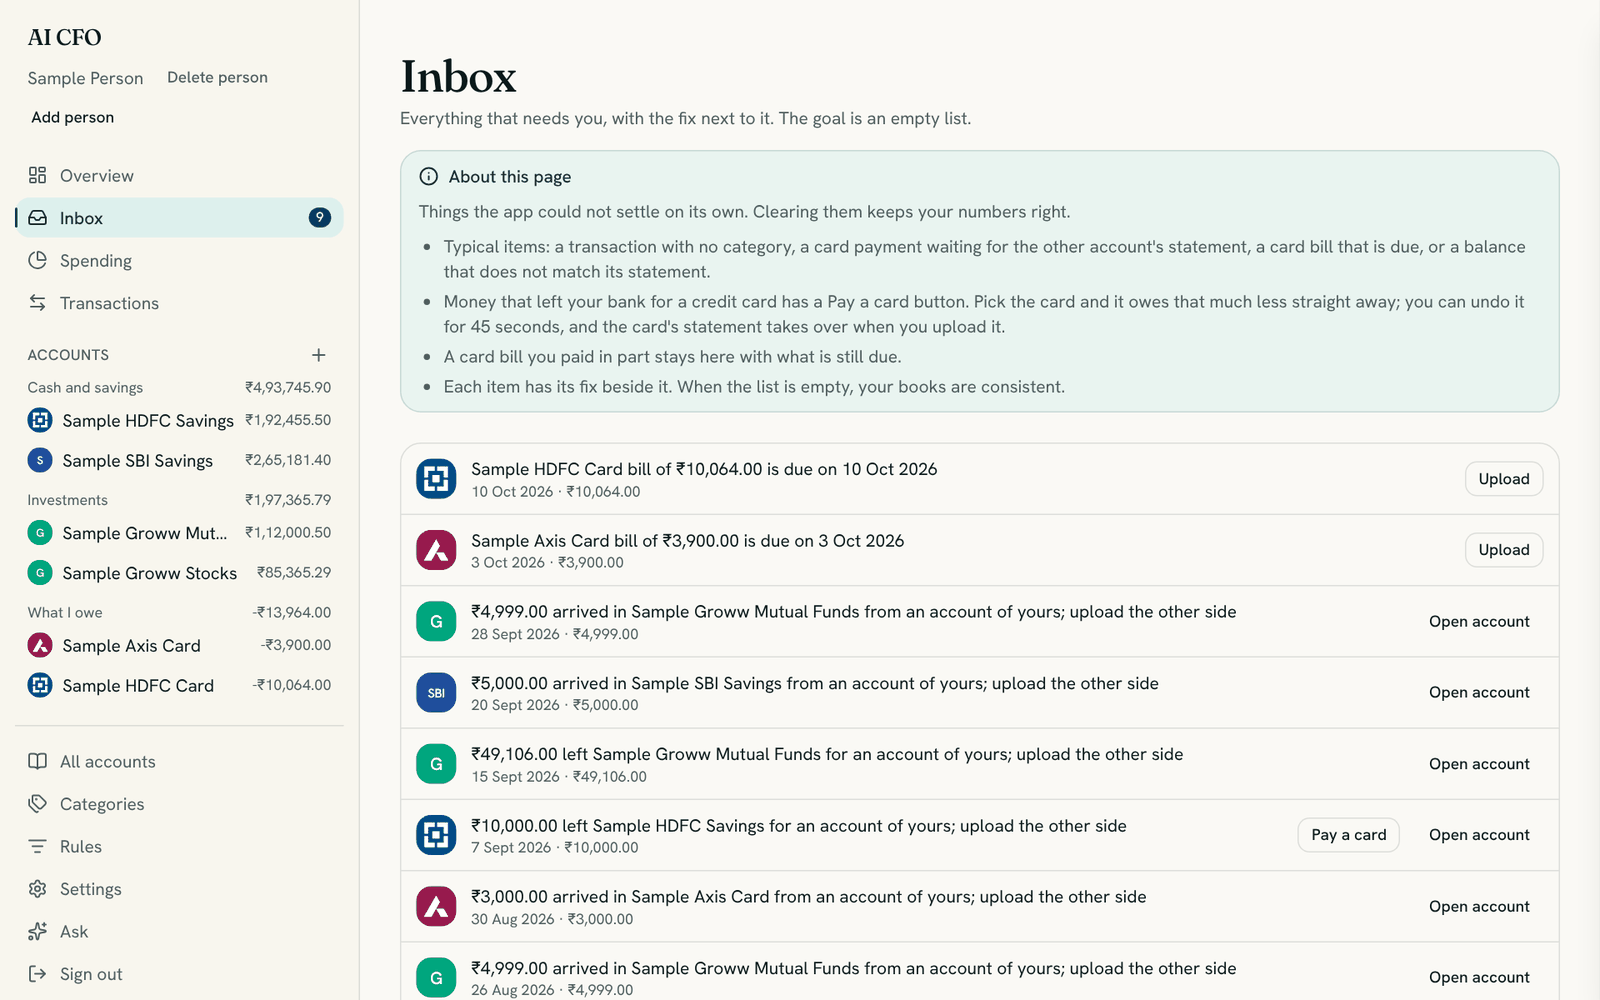 AI CFO
Sample Person Delete person
Add person
Overview
Inbox 9
Spending
Transactions
ACCOUNTS
Cash and savings ₹4,93,745.90
Sample HDFC Savings ₹1,92,455.50
S Sample SBI Savings ₹2,65,181.40
Investments ₹1,97,365.79
G Sample Groww Mut... ₹1,12,000.50
G Sample Groww Stocks ₹85,365.29
What I owe -₹13,964.00
Sample Axis Card -₹3,900.00
Sample HDFC Card -₹10,064.00
All accounts
Categories
Rules
Settings
Ask
Sign out
Inbox
Everything that needs you, with the fix next to it. The goal is an empty list.
About this page
Things the app could not settle on its own. Clearing them keeps your numbers right.
• Typical items: a transaction with no category, a card payment waiting for the other account's statement, a card bill that is due, or a balance
that does not match its statement.
• Money that left your bank for a credit card has a Pay a card button. Pick the card and it owes that much less straight away; you can undo it
for 45 seconds, and the card's statement takes over when you upload it.
• A card bill you paid in part stays here with what is still due.
• Each item has its fix beside it. When the list is empty, your books are consistent.
Sample HDFC Card bill of ₹10,064.00 is due on 10 Oct 2026
10 Oct 2026 · ₹10,064.00
Upload
Sample Axis Card bill of ₹3,900.00 is due on 3 Oct 2026
3 Oct 2026 · ₹3,900.00
Upload
G
₹4,999.00 arrived in Sample Groww Mutual Funds from an account of yours; upload the other side
28 Sept 2026 · ₹4,999.00
Open account
SBI
₹5,000.00 arrived in Sample SBI Savings from an account of yours; upload the other side
20 Sept 2026 · ₹5,000.00
Open account
G
₹49,106.00 left Sample Groww Mutual Funds for an account of yours; upload the other side
15 Sept 2026 · ₹49,106.00
Open account
₹10,000.00 left Sample HDFC Savings for an account of yours; upload the other side
7 Sept 2026 · ₹10,000.00
Pay a card Open account
₹3,000.00 arrived in Sample Axis Card from an account of yours; upload the other side
30 Aug 2026 · ₹3,000.00
Open account
G
₹4,999.00 arrived in Sample Groww Mutual Funds from an account of yours; upload the other side
26 Aug 2026 · ₹4,999.00
Open account